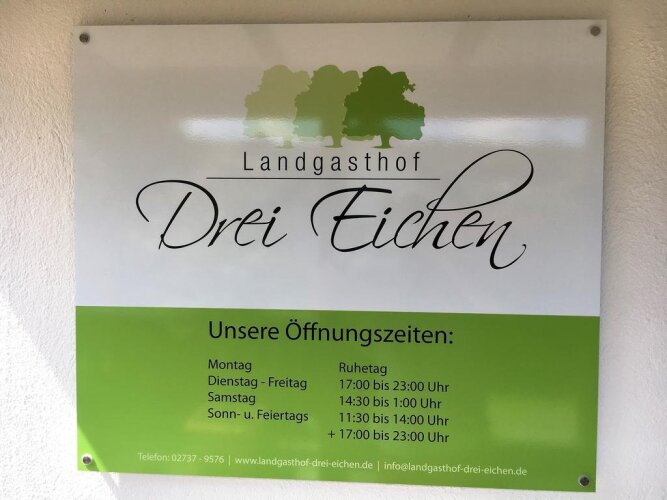 Landgasthof
Drei Eichen
Unsere Öffnungszeiten:
Montag Ruhetag
Dienstag - Freitag 17:00 bis 23:00 Uhr
Samstag 14:30 bis 1:00 Uhr
Sonn- u. Feiertags 11:30 bis 14:00 Uhr
+ 17:00 bis 23:00 Uhr
Telefon: 02737 - 9576 | www.landgasthof-drei-eichen.de | info@landgasthof-drei-eichen.de